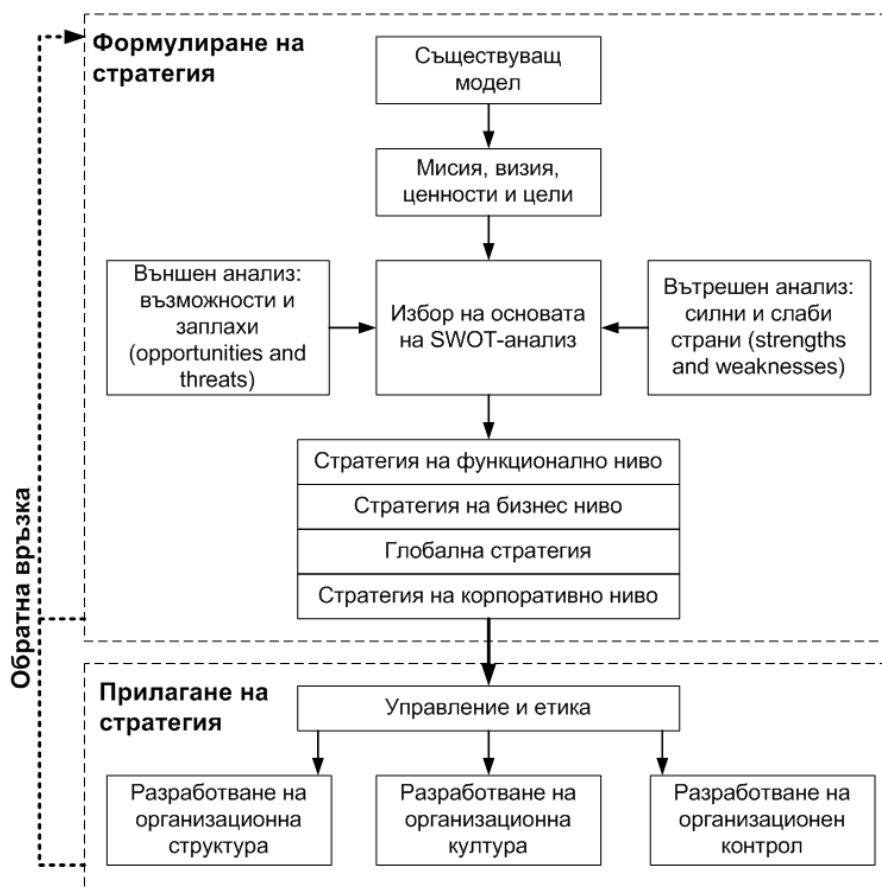 Формулиране на
стратегия
Съществуващ
модел
Мисия, визия,
ценности и цели
Външен анализ:
възможности и
заплахи
(opportunities and
threats)
Избор на основата
на SWOT-анализ
Вътрешен анализ:
силни и слаби
страни (strengths
and weaknesses)
Стратегия на функционално ниво
Стратегия на бизнес ниво
Глобална стратегия
Стратегия на корпоративно ниво
Обратна връзка
Прилагане на
стратегия
Управление и етика
Разработване на
организационна
структура
Разработване на
организационна
култура
Разработване на
организационен
контрол